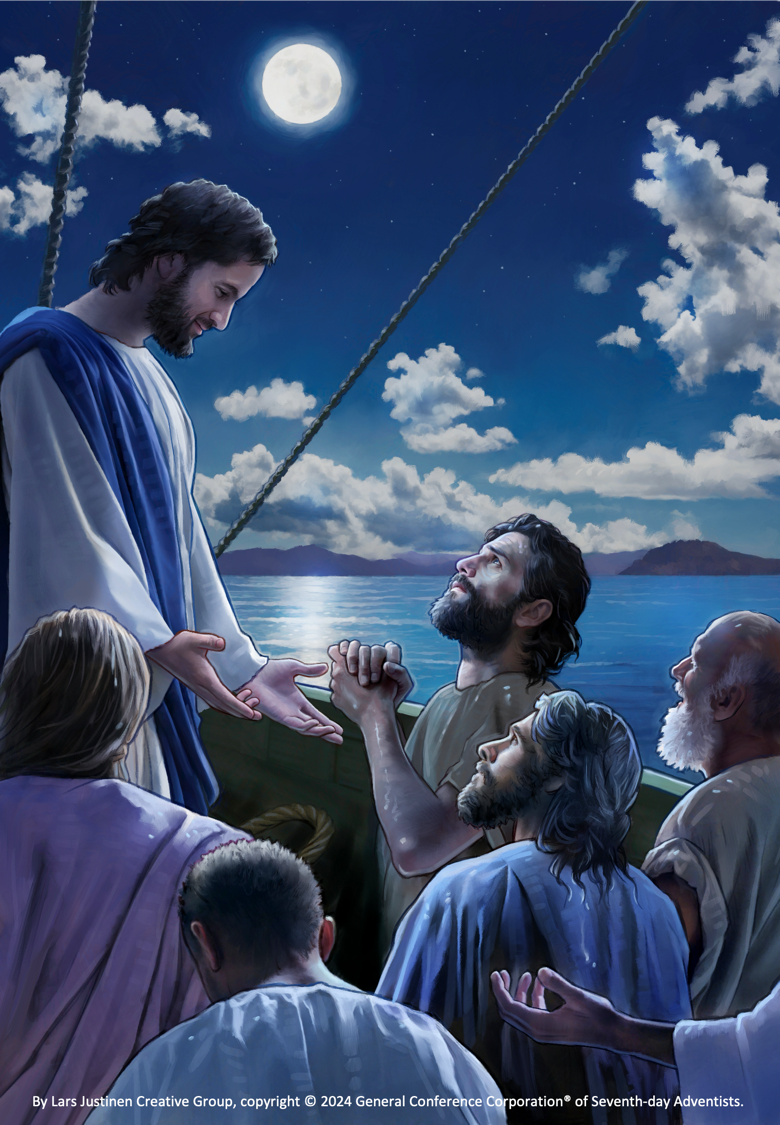 By Lars Justinen Creative Group, copyright © 2024 General Conference Corporation® of Seventh-day Adventists.